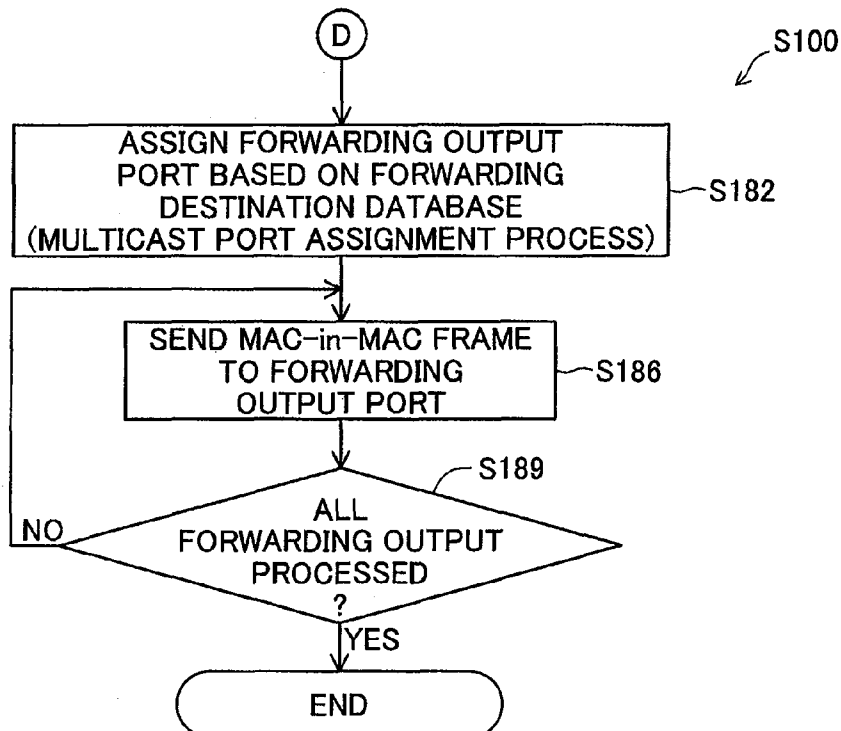 D
S100
ASSIGN FORWARDING OUTPUT
PORT BASED ON FORWARDING
DESTINATION DATABASE
(MULTICAST PORT ASSIGNMENT PROCESS)
S182
SEND MAC-in-MAC FRAME
TO FORWARDING
OUTPUT PORT
S186
S189
ALL
FORWARDING OUTPUT
PROCESSED
?
NO
YES
END